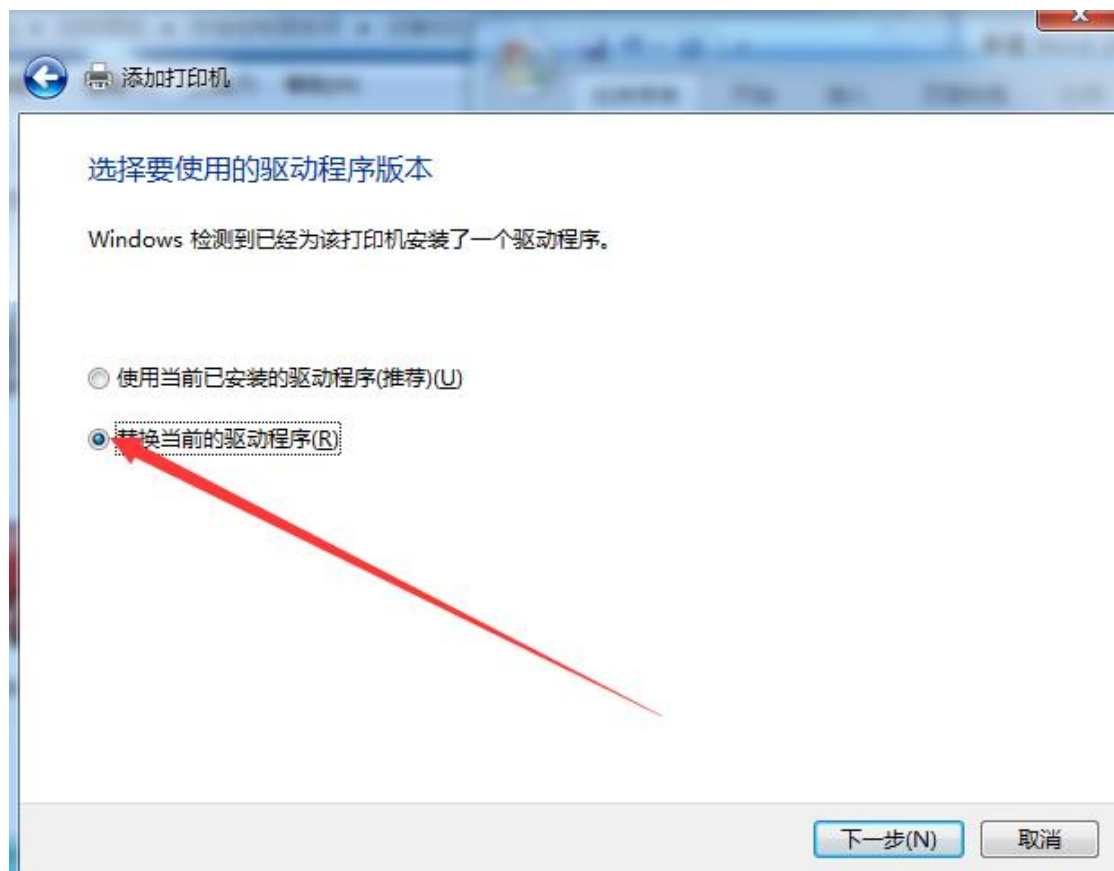 添加打印机
选择要使用的驱动程序版本
Windows 检测到已经为该打印机安装了一个驱动程序。
使用当前已安装的驱动程序(推荐)(U)
替换当前的驱动程序(R)
下一步(N)
取消